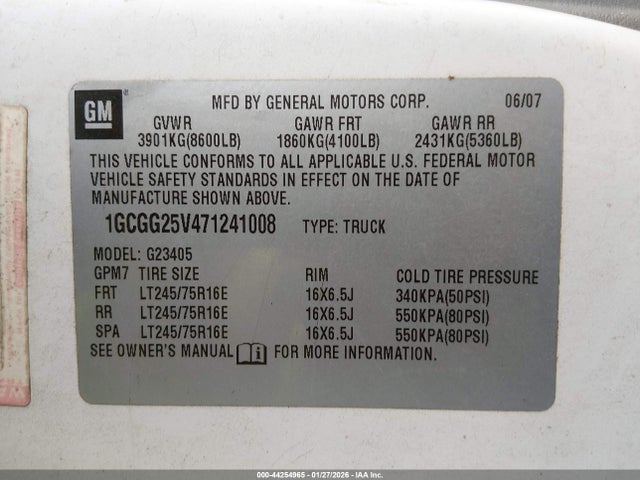 GM
MFD BY GENERAL MOTORS CORP. 06/07
GVWR GAWR FRT GAWR RR
3901KG(8600LB) 1860KG(4100LB) 2431KG(5360LB)
THIS VEHICLE CONFORMS TO ALL APPLICABLE U.S. FEDERAL MOTOR
VEHICLE SAFETY STANDARDS IN EFFECT ON THE DATE OF
MANUFACTURE SHOWN ABOVE.
1GCGG25V471241008 TYPE: TRUCK
MODEL: G23405
GPM7 TIRE SIZE RIM COLD TIRE PRESSURE
FRT LT245/75R16E 16X6.5J 340KPA(50PSI)
RR LT245/75R16E 16X6.5J 550KPA(80PSI)
SPA LT245/75R16E 16X6.5J 550KPA(80PSI)
SEE OWNER'S MANUAL i FOR MORE INFORMATION.
000-44254965 - 01/27/2026 - IAA Corp.